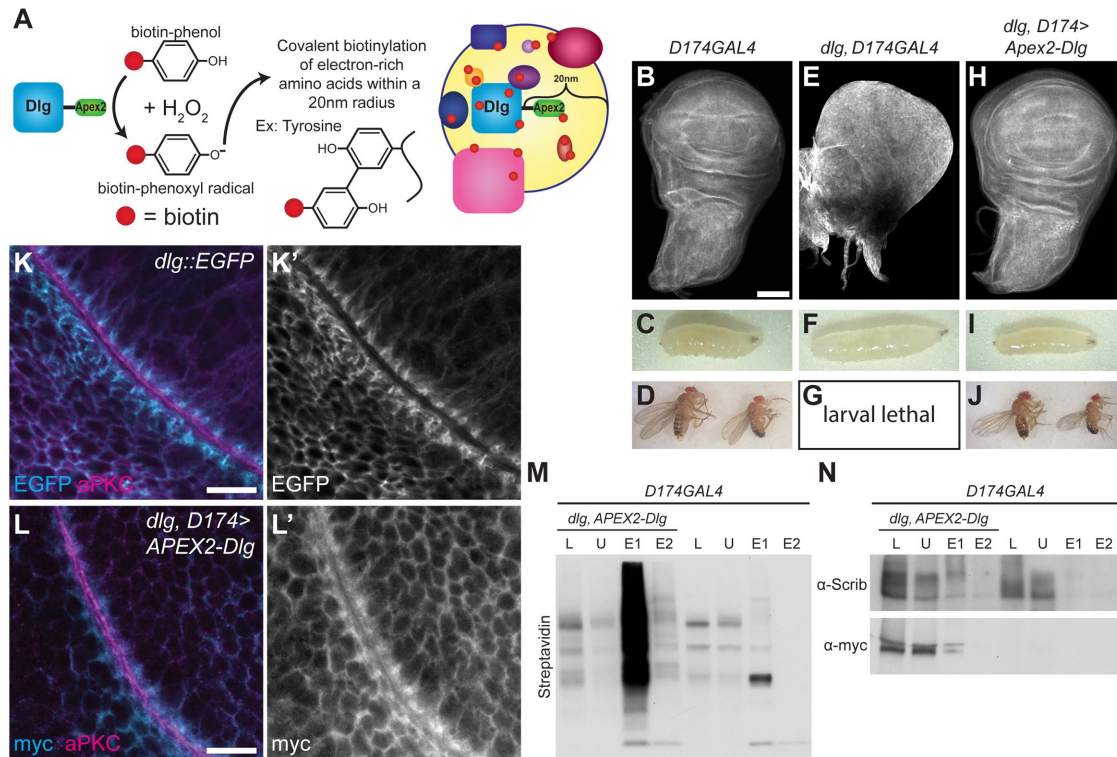 A
biotin-phenol
OH
+ H2O2
Dlg
Apex2
O-
biotin-phenoxyl radical
= biotin
Covalent biotinylation
of electron-rich
amino acids within a
20nm radius
Ex: Tyrosine
HO
OH
20nm
Dlg
Apex2
D174GAL4
dlg, D174GAL4
dlg, D174>
Apex2-Dlg
B
E
H
C
F
I
D
G
larval lethal
J
K
dlg::EGFP
EGFP aPKC
K'
EGFP
L
dlg, D174>
APEX2-Dlg
myc aPKC
L'
myc
M
D174GAL4
dlg, APEX2-Dlg
L U E1 E2 L U E1 E2
Streptavidin
N
D174GAL4
dlg, APEX2-Dlg
L U E1 E2 L U E1 E2
α-Scrib
α-myc